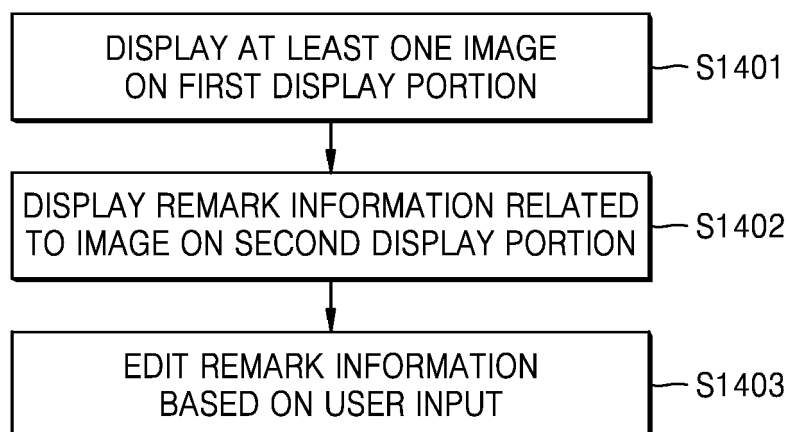 DISPLAY AT LEAST ONE IMAGE
ON FIRST DISPLAY PORTION
S1401
DISPLAY REMARK INFORMATION RELATED
TO IMAGE ON SECOND DISPLAY PORTION
S1402
EDIT REMARK INFORMATION
BASED ON USER INPUT
S1403